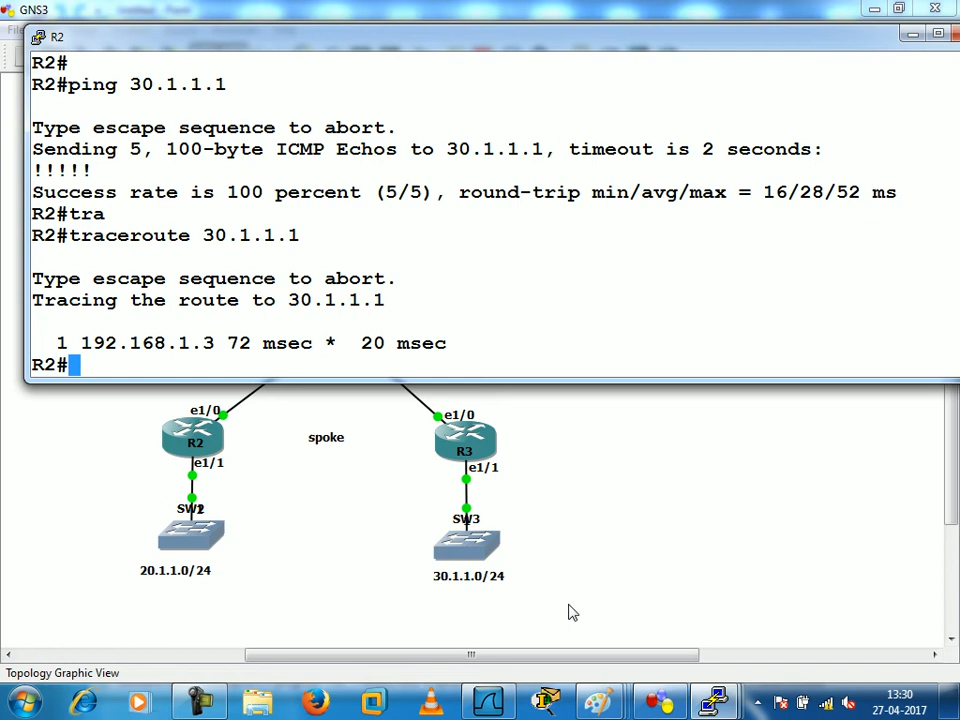 GNS3
R2
R2#
R2#ping 30.1.1.1
Type escape sequence to abort.
Sending 5, 100-byte ICMP Echos to 30.1.1.1, timeout is 2 seconds:
!!!!!
Success rate is 100 percent (5/5), round-trip min/avg/max = 16/28/52 ms
R2#tra
R2#traceroute 30.1.1.1
Type escape sequence to abort.
Tracing the route to 30.1.1.1
1 192.168.1.3 72 msec * 20 msec
R2#
e1/0
e1/0
R2
spoke
R3
e1/1
e1/1
SW3
20.1.1.0/24
30.1.1.0/24
Topology Graphic View
13:30
27-04-2017